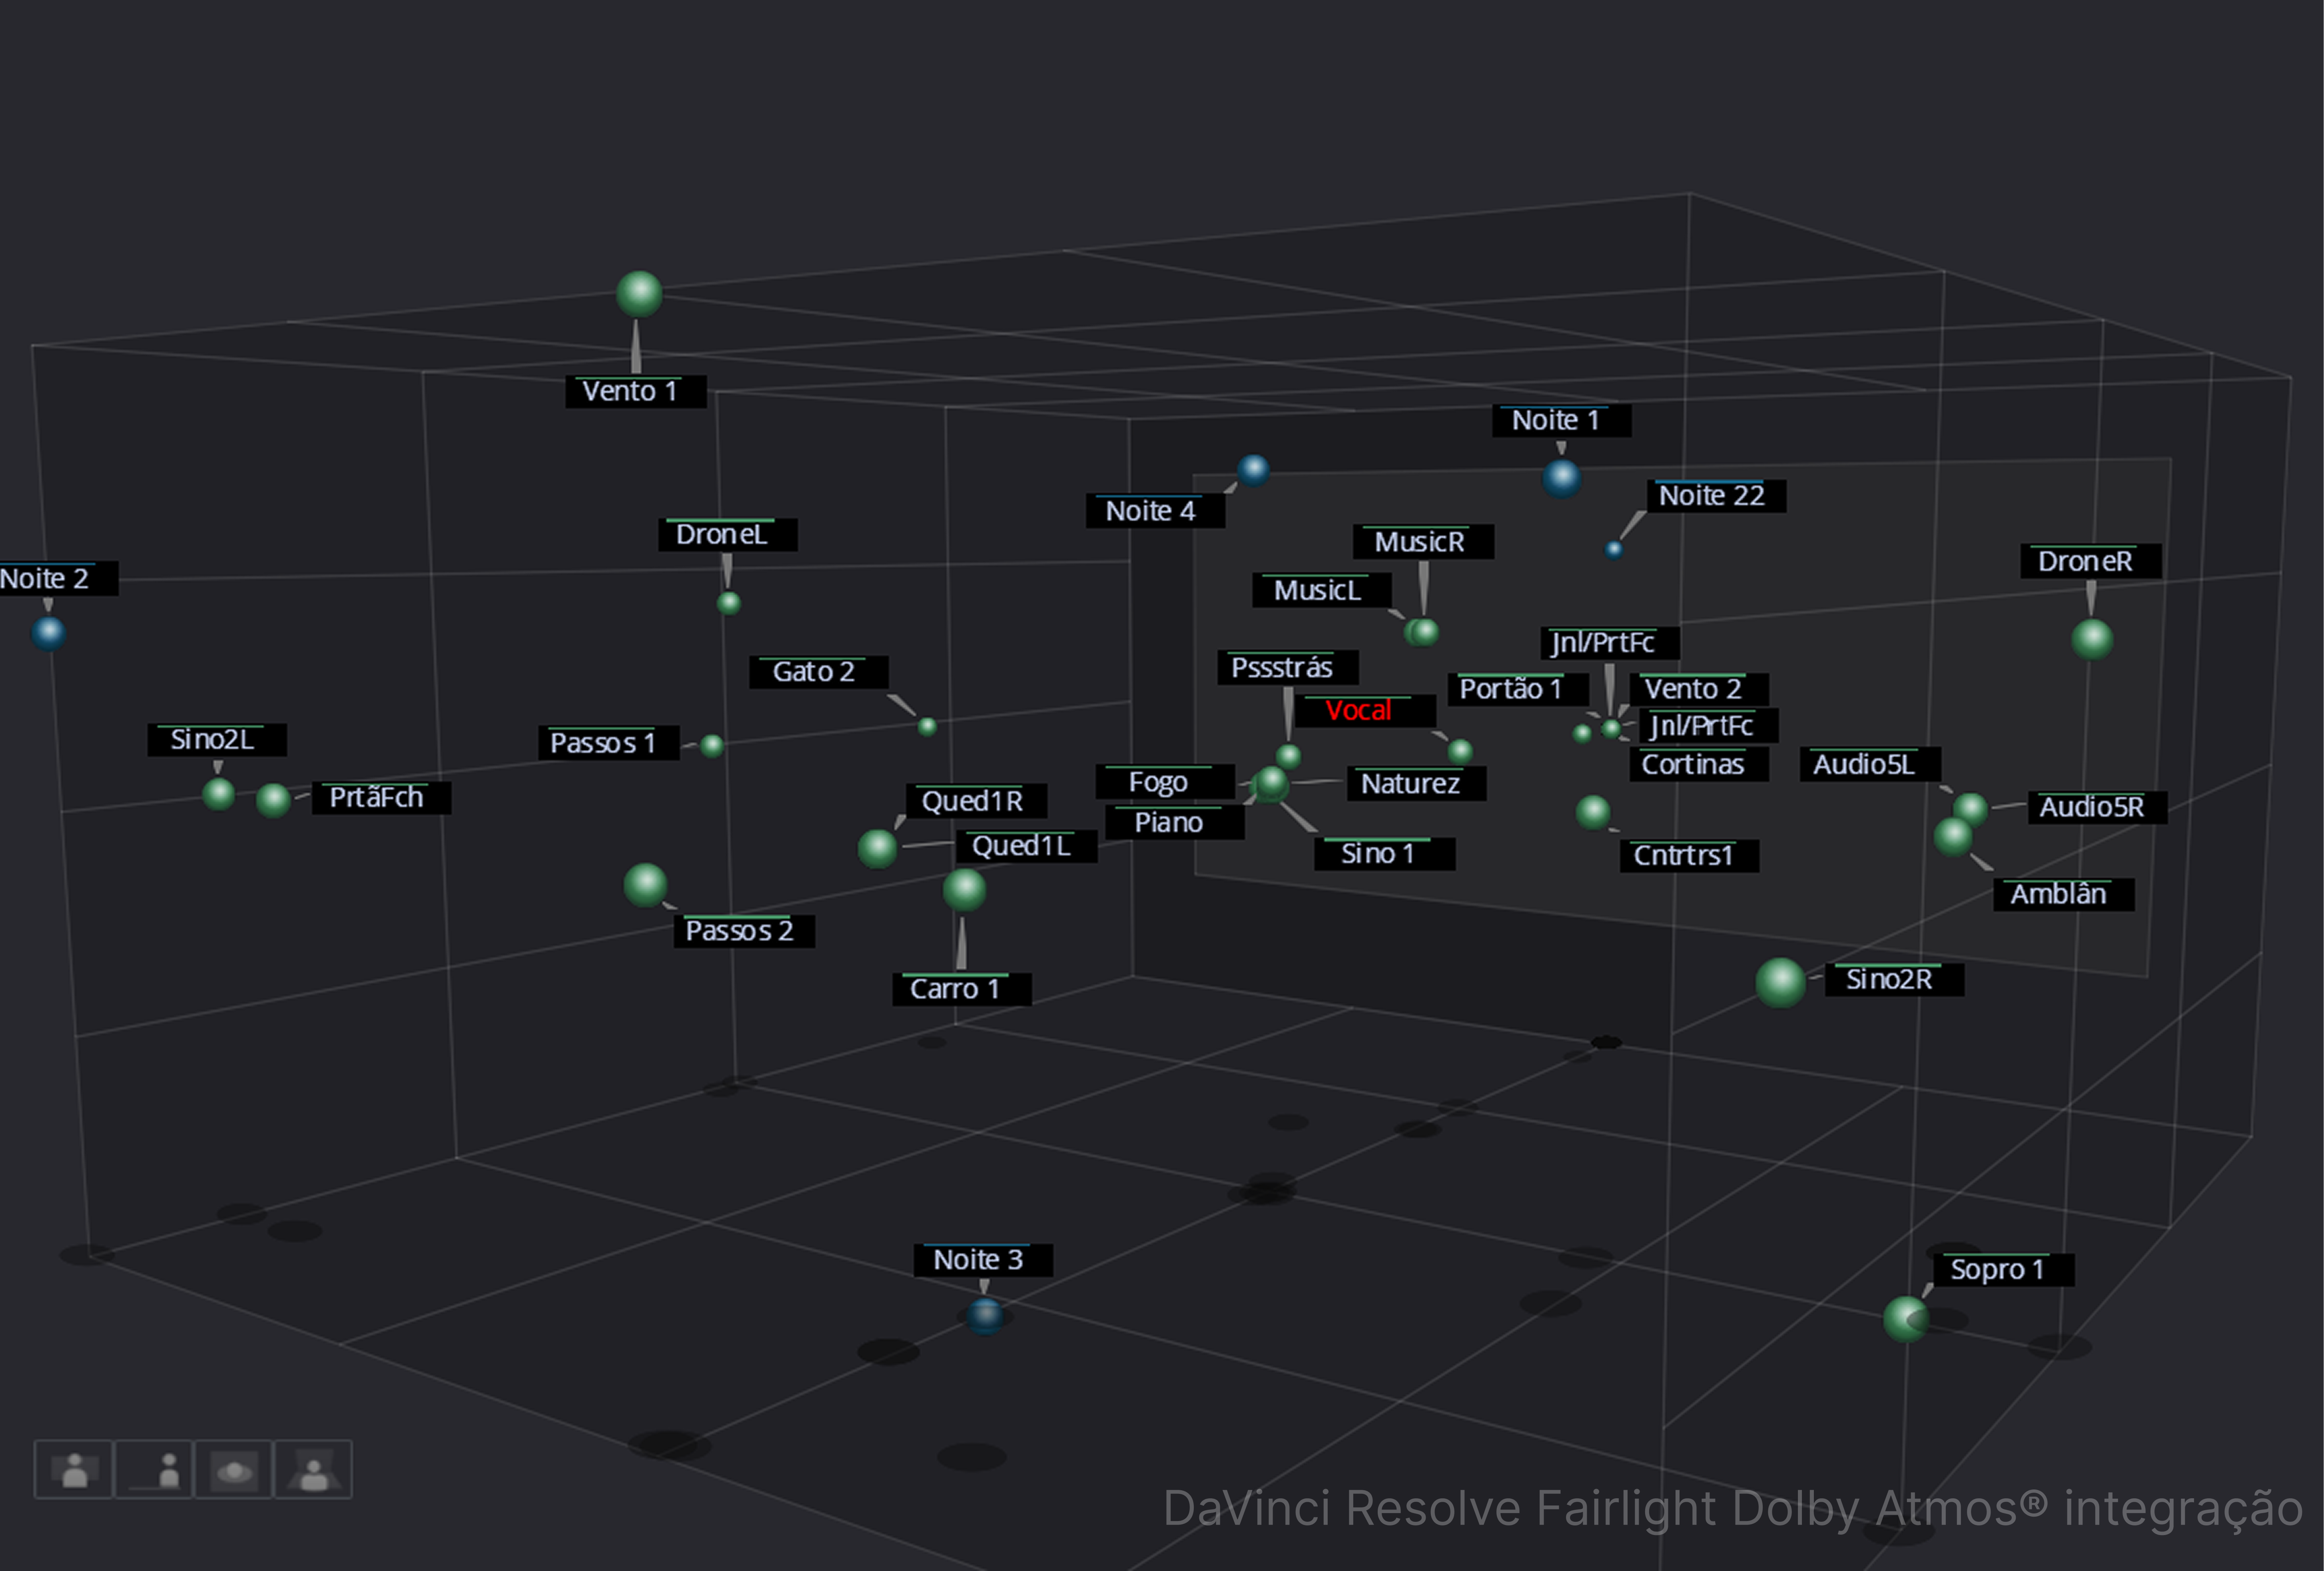 Vento 1
Noite 1
Noite 22
Noite 4
DroneL
MusicR
DroneR
Noite 2
MusicL
Jnl/PrtFc
Pssstrás
Gato 2
Portão 1
Vento 2
Vocal
Jnl/PrtFc
Sino2L
Passos 1
Cortinas
Audio5L
Fogo
Naturez
PrtãFch
Qued1R
Audio5R
Piano
Qued1L
Sino 1
Cntrtrs1
Amblân
Passos 2
Sino2R
Carro 1
Noite 3
Sopro 1
DaVinci Resolve Fairlight Dolby Atmos® integração